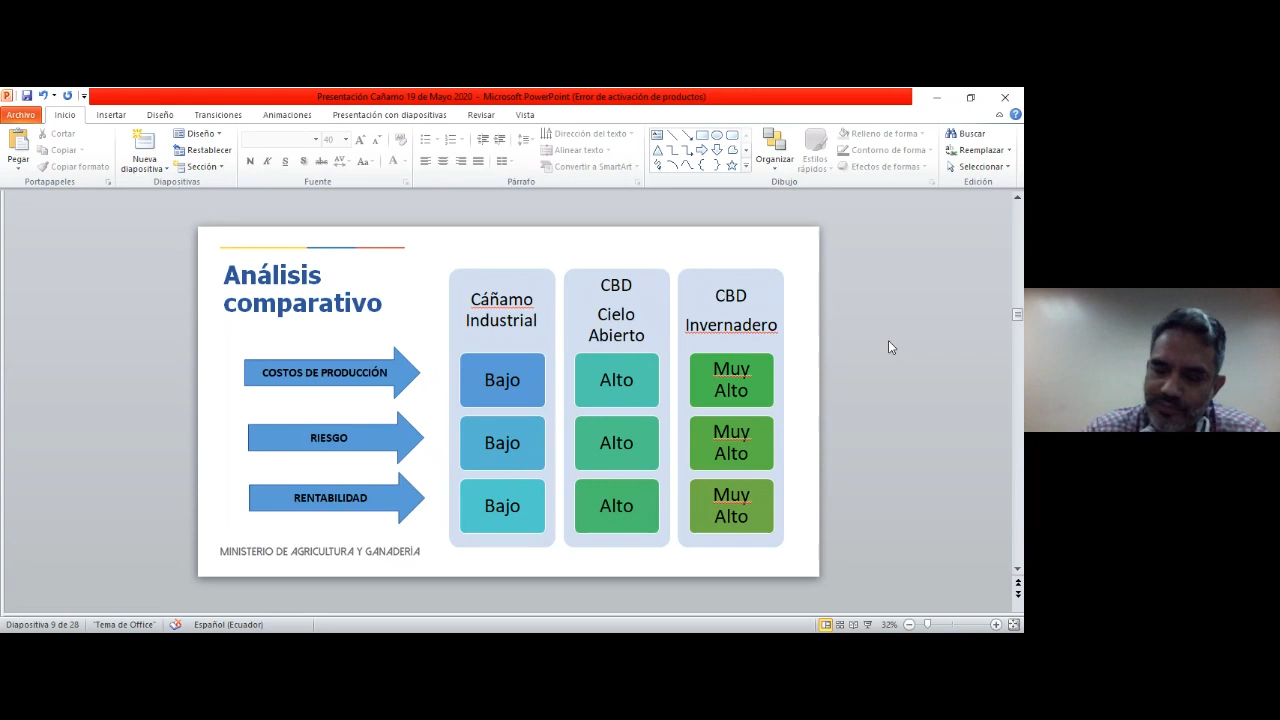 Presentación Cañamo 19 de Mayo 2020 - Microsoft PowerPoint (Error de activación de productos)
Archivo Inicio Insertar Diseño Transiciones Animaciones Presentación con diapositivas Revisar Vista
Pegar
Cortar
Copiar
Copiar formato
Portapapeles
Nueva
diapositiva
Diseño
Restablecer
Sección
Diapositivas
40
N K S abc AV Aa A
Fuente
Dirección del texto
Alinear texto
Convertir a SmartArt
Párrafo
Organizar
Estilos
rápidos
Relleno de forma
Contorno de forma
Efectos de formas
Dibujo
Buscar
Reemplazar
Seleccionar
Edición
Análisis
comparativo
Cáñamo
Industrial
CBD
Cielo
Abierto
CBD
Invernadero
COSTOS DE PRODUCCIÓN
Bajo
Alto
Muy
Alto
RIESGO
Bajo
Alto
Muy
Alto
RENTABILIDAD
Bajo
Alto
Muy
Alto
MINISTERIO DE AGRICULTURA Y GANADERÍA
Diapositiva 9 de 28 "Tema de Office" Español (Ecuador) 32%